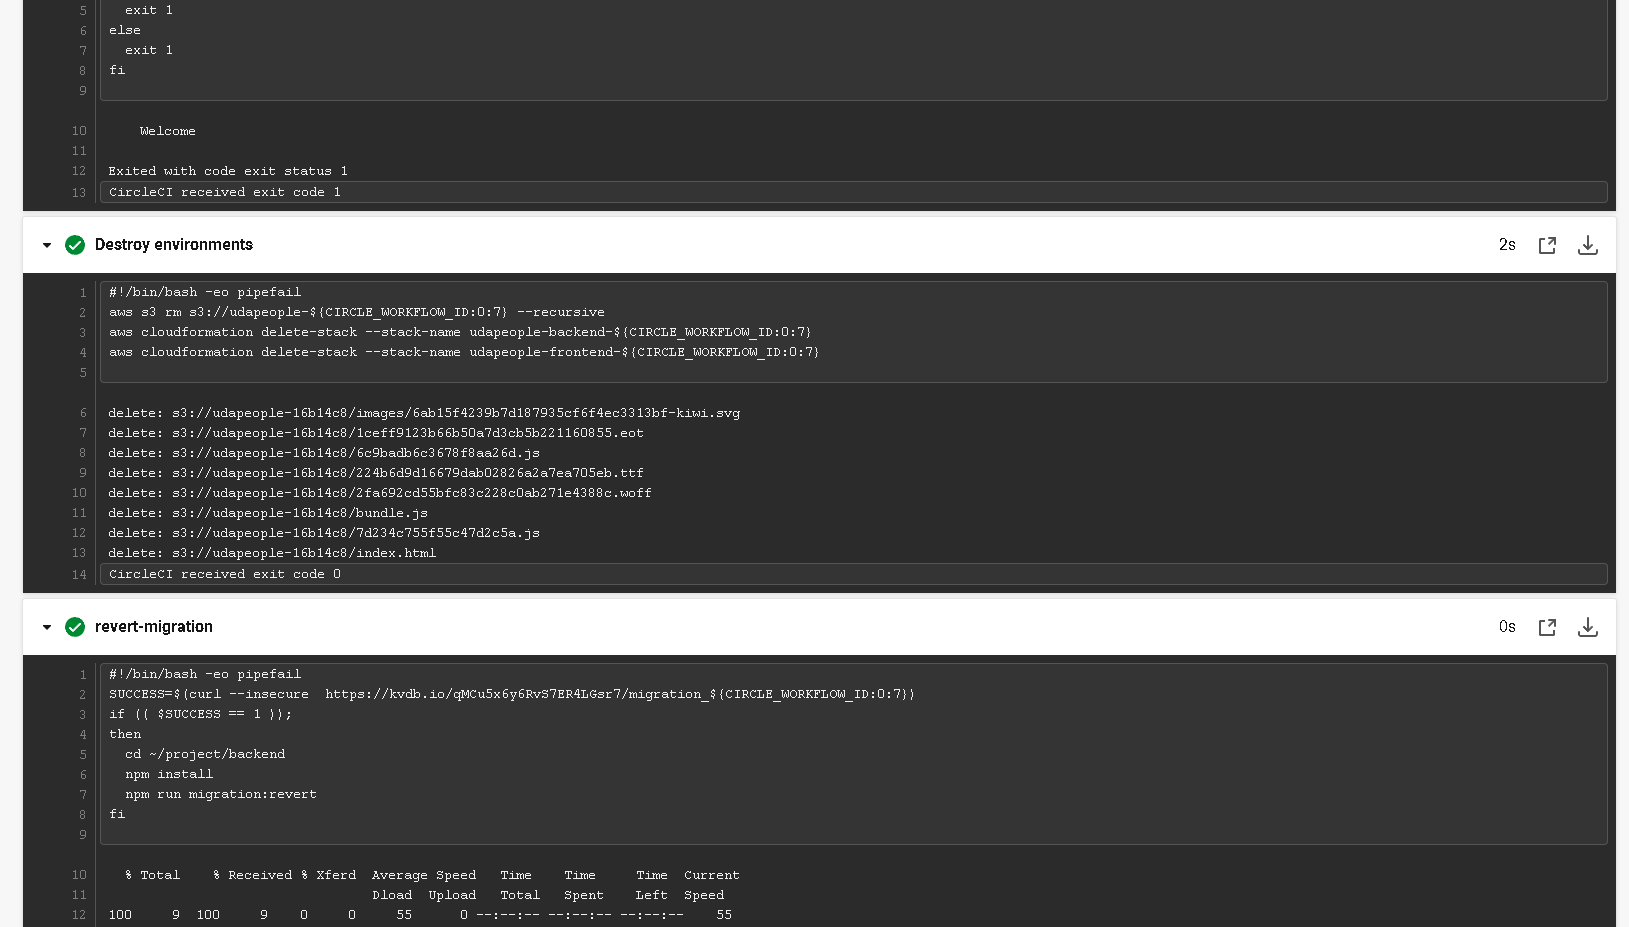 5 exit 1
6 else
7 exit 1
8 fi
9
10 Welcome
11
12 Exited with code exit status 1
13 CircleCI received exit code 1
Destroy environments 2s
1 #!/bin/bash -eo pipefail
2 aws s3 rm s3://udapeople-${CIRCLE_WORKFLOW_ID:0:7} --recursive
3 aws cloudformation delete-stack --stack-name udapeople-backend-${CIRCLE_WORKFLOW_ID:0:7}
4 aws cloudformation delete-stack --stack-name udapeople-frontend-${CIRCLE_WORKFLOW_ID:0:7}
5
6 delete: s3://udapeople-16b14c8/images/6ab15f4239b7d187935cf6f4ec3313bf-kiwi.svg
7 delete: s3://udapeople-16b14c8/1ceff9123b66b50a7d3cb5b221160855.eot
8 delete: s3://udapeople-16b14c8/6c9badb6c3678f8aa26d.js
9 delete: s3://udapeople-16b14c8/224b6d9d16679dab02826a2a7ea705eb.ttf
10 delete: s3://udapeople-16b14c8/2fa692cd55bfc83c228c0ab271e4388c.woff
11 delete: s3://udapeople-16b14c8/bundle.js
12 delete: s3://udapeople-16b14c8/7d234c755f55c47d2c5a.js
13 delete: s3://udapeople-16b14c8/index.html
14 CircleCI received exit code 0
revert-migration 0s
1 #!/bin/bash -eo pipefail
2 SUCCESS=$(curl --insecure  https://kvdb.io/qMCu5x6y6RvS7ER4LGsr7/migration_${CIRCLE_WORKFLOW_ID:0:7})
3 if (( $SUCCESS == 1 ));
4 then
5 cd ~/project/backend
6 npm install
7 npm run migration:revert
8 fi
9
10 % Total % Received % Xferd Average Speed Time Time Time Current
11 Dload Upload Total Spent Left Speed
12 100 9 100 9 0 0 55 0 --:--:-- --:--:-- --:--:-- 55